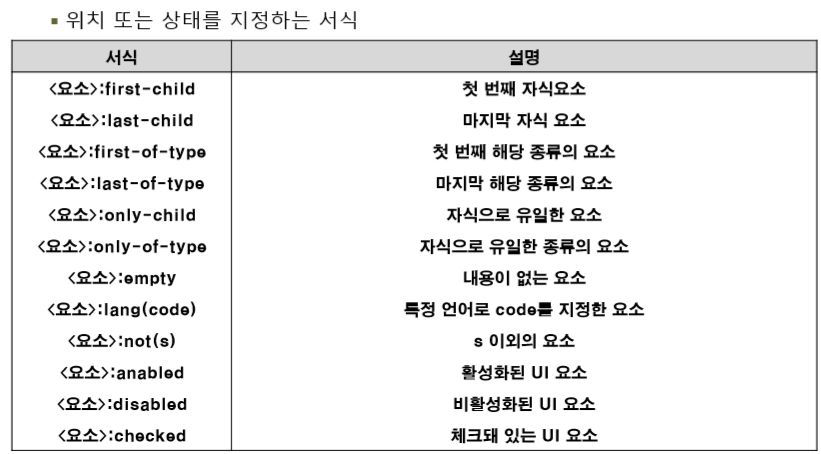 ▪ 위치 또는 상태를 지정하는 서식
서식 설명
<요소>:first-child 첫 번째 자식요소
<요소>:last-child 마지막 자식 요소
<요소>:first-of-type 첫 번째 해당 종류의 요소
<요소>:last-of-type 마지막 해당 종류의 요소
<요소>:only-child 자식으로 유일한 요소
<요소>:only-of-type 자식으로 유일한 종류의 요소
<요소>:empty 내용이 없는 요소
<요소>:lang(code) 특정 언어로 code를 지정한 요소
<요소>:not(s) s 이외의 요소
<요소>:anabled 활성화된 UI 요소
<요소>:disabled 비활성화된 UI 요소
<요소>:checked 체크돼 있는 UI 요소